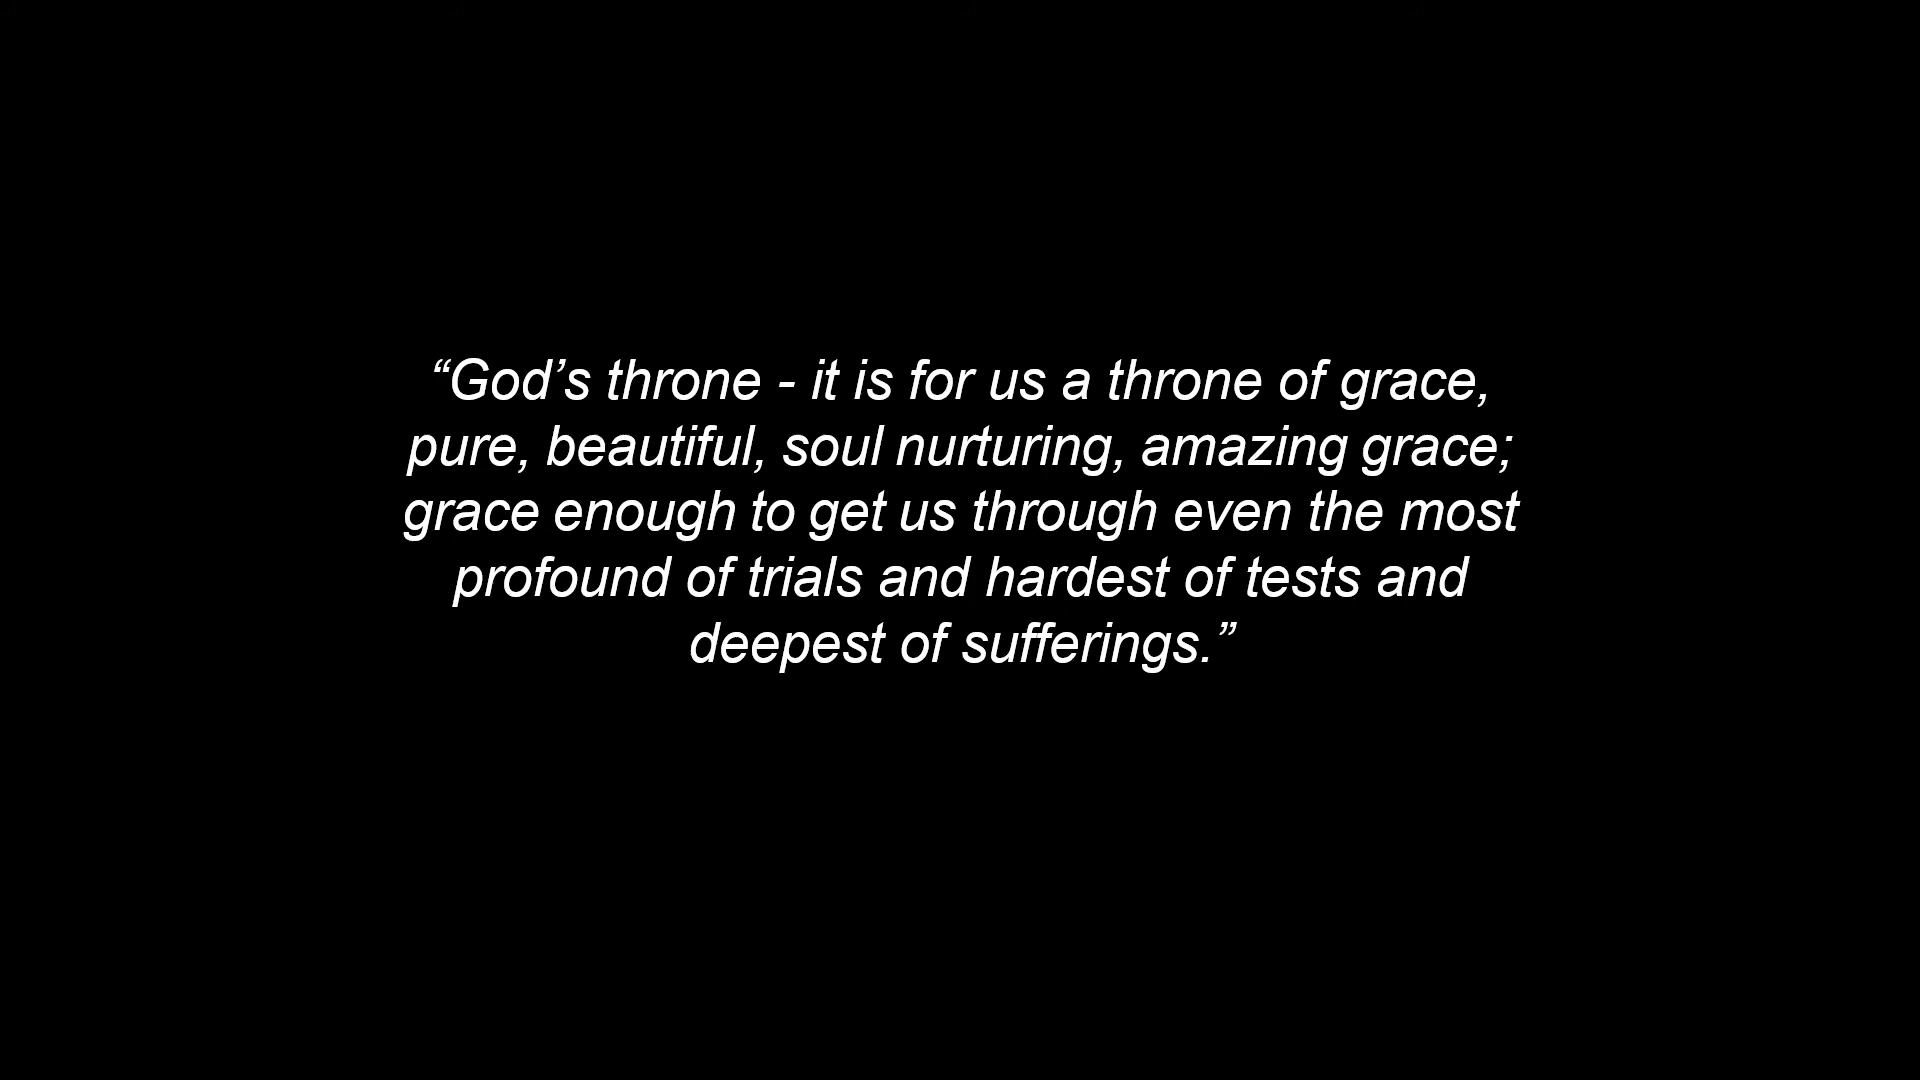 “God’s throne - it is for us a throne of grace,
pure, beautiful, soul nurturing, amazing grace;
grace enough to get us through even the most
profound of trials and hardest of tests and
deepest of sufferings.”